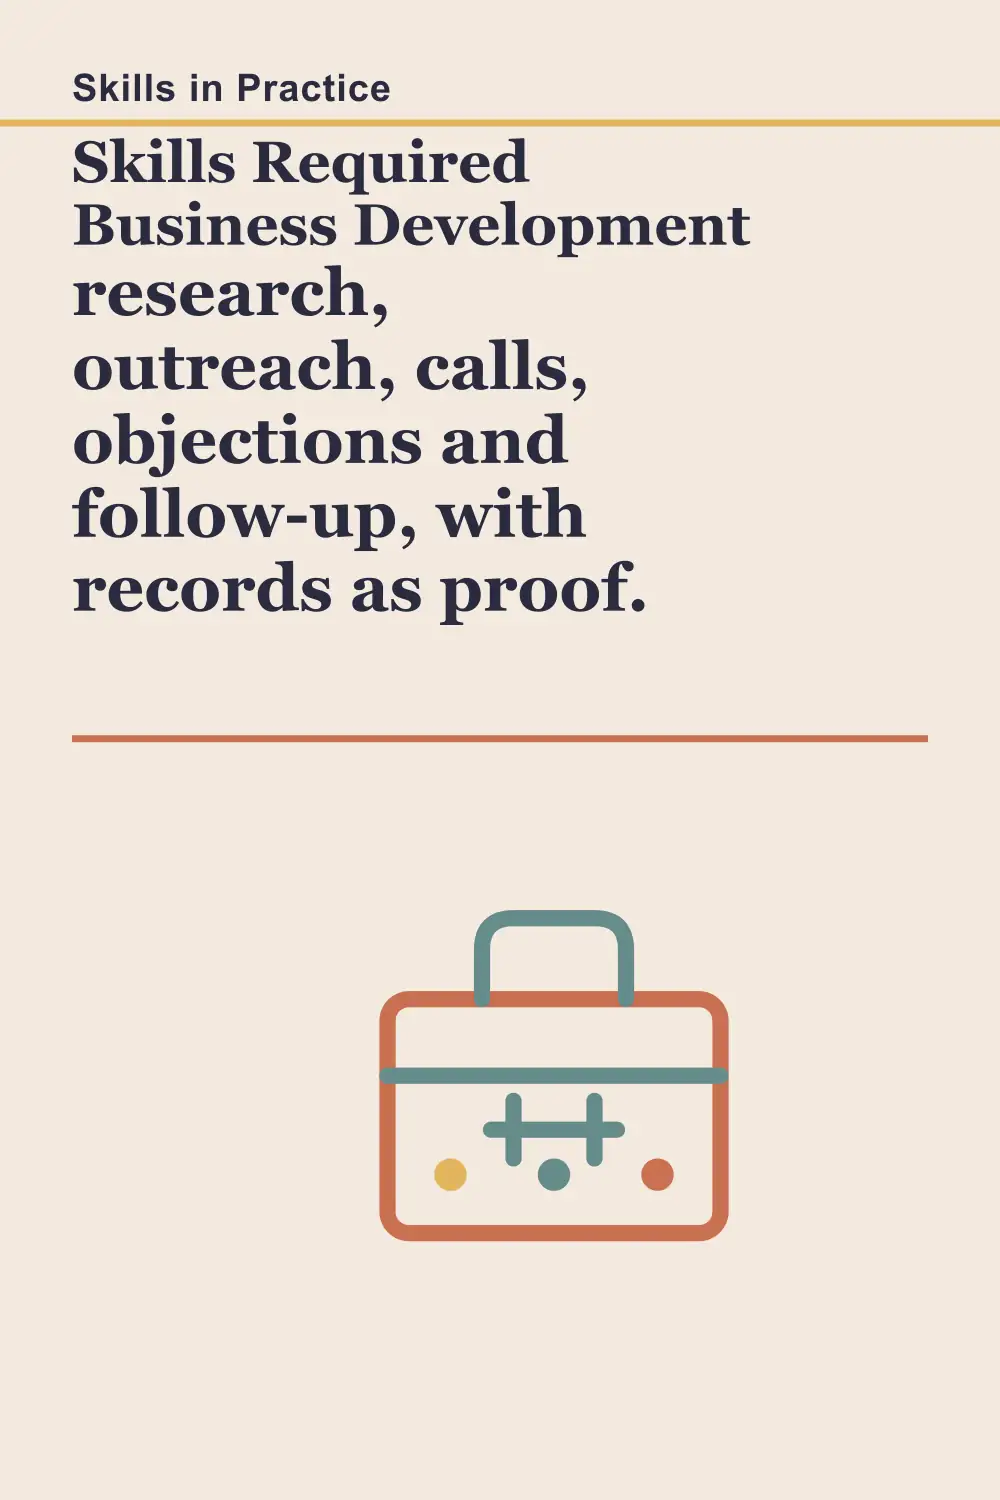 Skills in Practice
Skills Required
Business Development
research,
outreach, calls,
objections and
follow-up, with
records as proof.